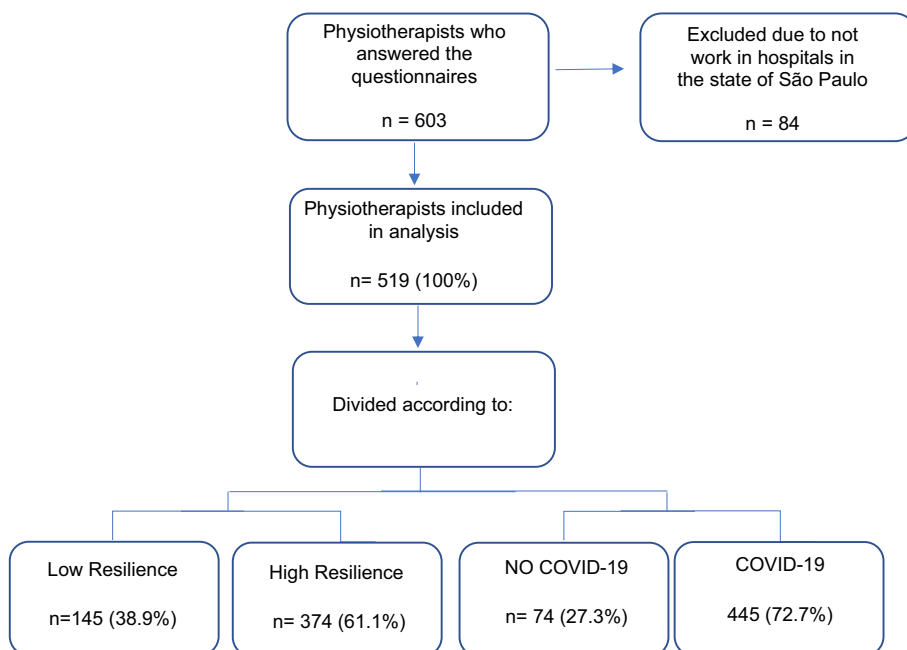 Physiotherapists who
answered the
questionnaires
n = 603
Excluded due to not
work in hospitals in
the state of São Paulo
n = 84
Physiotherapists included
in analysis
n= 519 (100%)
,
Divided according to:
Low Resilience
n=145 (38.9%)
High Resilience
n= 374 (61.1%)
NO COVID-19
n= 74 (27.3%)
COVID-19
445 (72.7%)